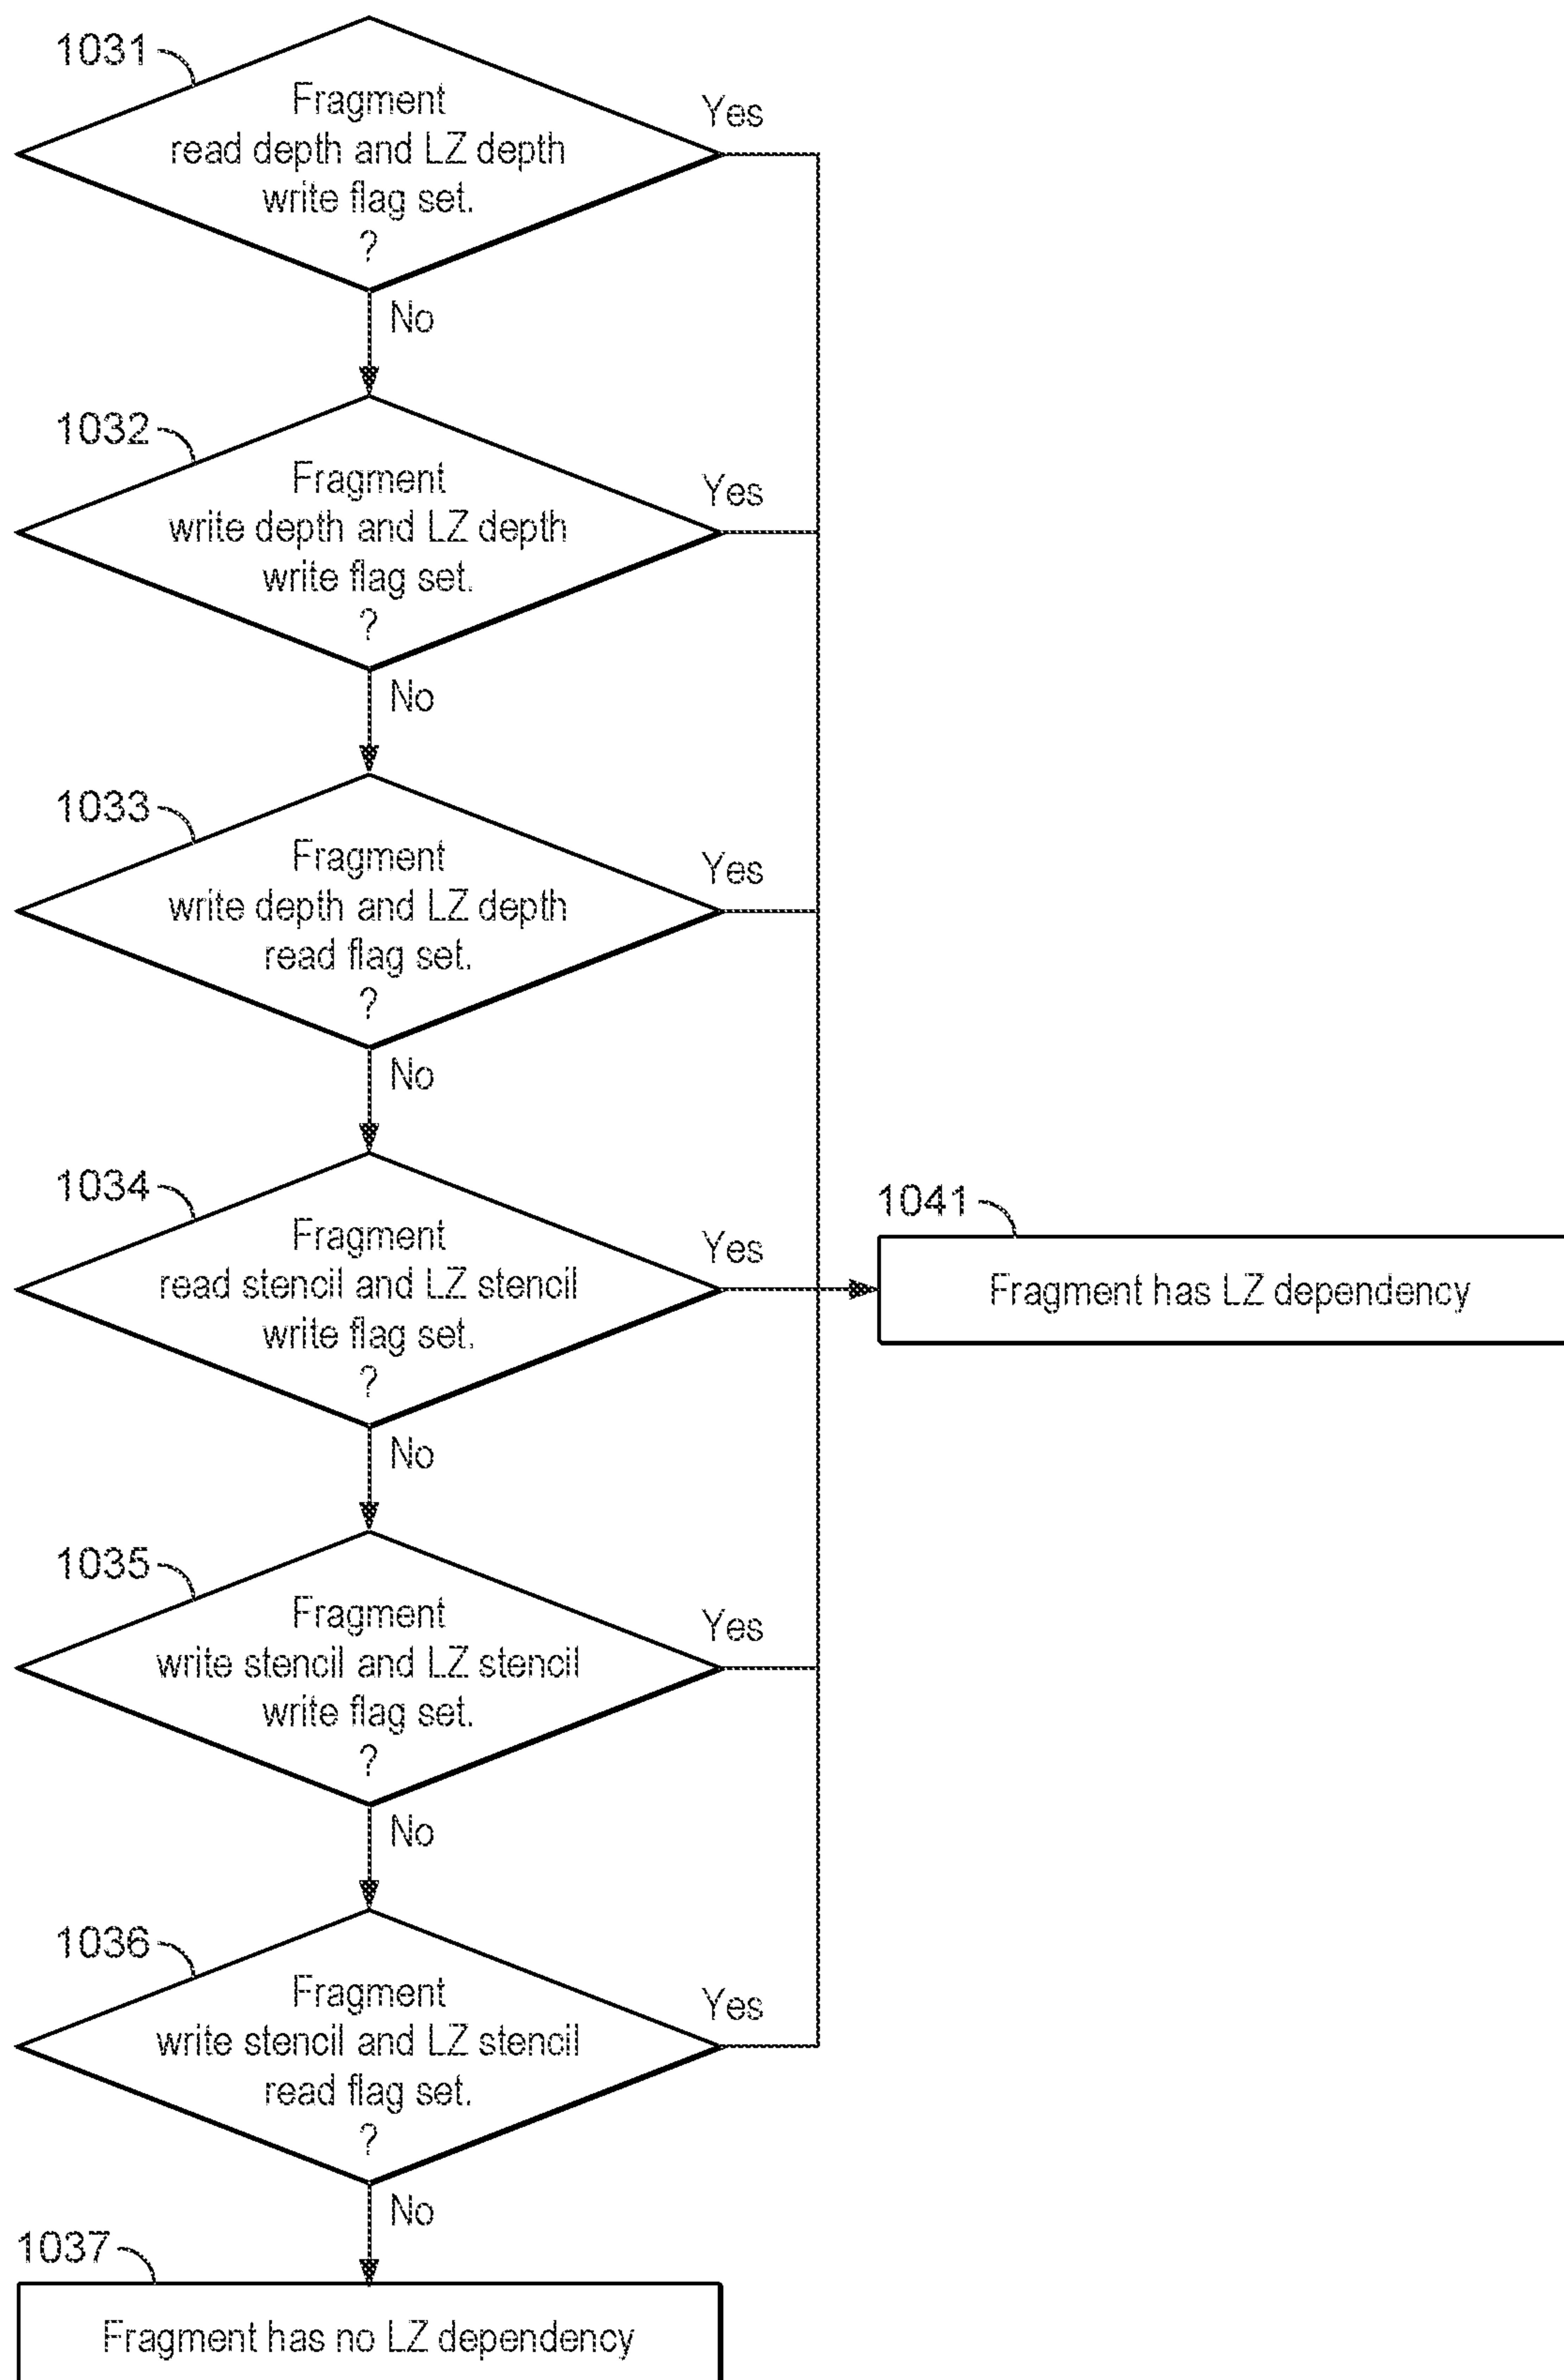 1031
Fragment
read depth and LZ depth
write flag set.
?
Yes
No
1032
Fragment
write depth and LZ depth
write flag set.
?
Yes
No
1033
Fragment
write depth and LZ depth
read flag set.
?
Yes
No
1034
Fragment
read stencil and LZ stencil
write flag set.
?
Yes
1041
Fragment has LZ dependency
No
1035
Fragment
write stencil and LZ stencil
write flag set.
?
Yes
No
1036
Fragment
write stencil and LZ stencil
read flag set.
?
Yes
No
1037
Fragment has no LZ dependency